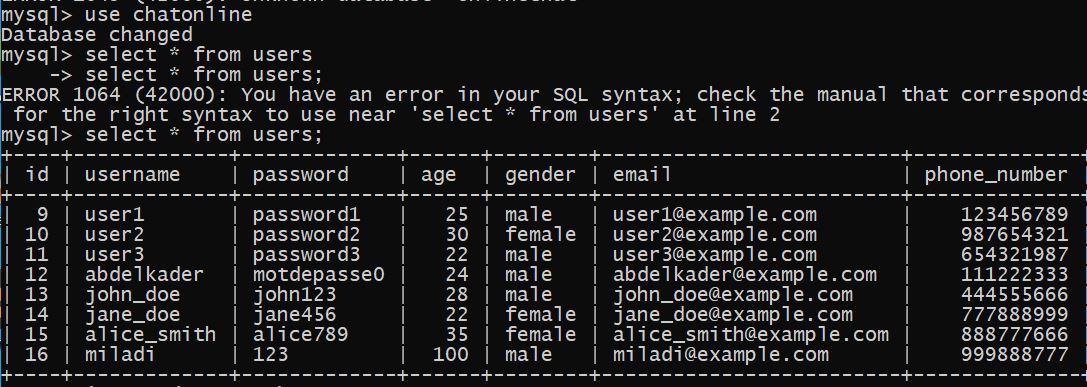 mysql> use chatonline
Database changed
mysql> select * from users
    -> select * from users;
ERROR 1064 (42000): You have an error in your SQL syntax; check the manual that corresponds
 for the right syntax to use near 'select * from users' at line 2
mysql> select * from users;
+----+-------------+------------+------+--------+-------------------------+--------------+
| id | username    | password   | age  | gender | email                   | phone_number |
+----+-------------+------------+------+--------+-------------------------+--------------+
|  9 | user1       | password1  |   25 | male   | user1@example.com       |    123456789 |
| 10 | user2       | password2  |   30 | female | user2@example.com       |    987654321 |
| 11 | user3       | password3  |   22 | male   | user3@example.com       |    654321987 |
| 12 | abdelkader  | motdepasse0 |   24 | male   | abdelkader@example.com  |    111222333 |
| 13 | john_doe    | john123    |   28 | male   | john_doe@example.com    |    444555666 |
| 14 | jane_doe    | jane456    |   22 | female | jane_doe@example.com    |    777888999 |
| 15 | alice_smith | alice789   |   35 | female | alice_smith@example.com |    888777666 |
| 16 | miladi      | 123        |  100 | male   | miladi@example.com      |    999888777 |
+----+-------------+------------+------+--------+-------------------------+--------------+